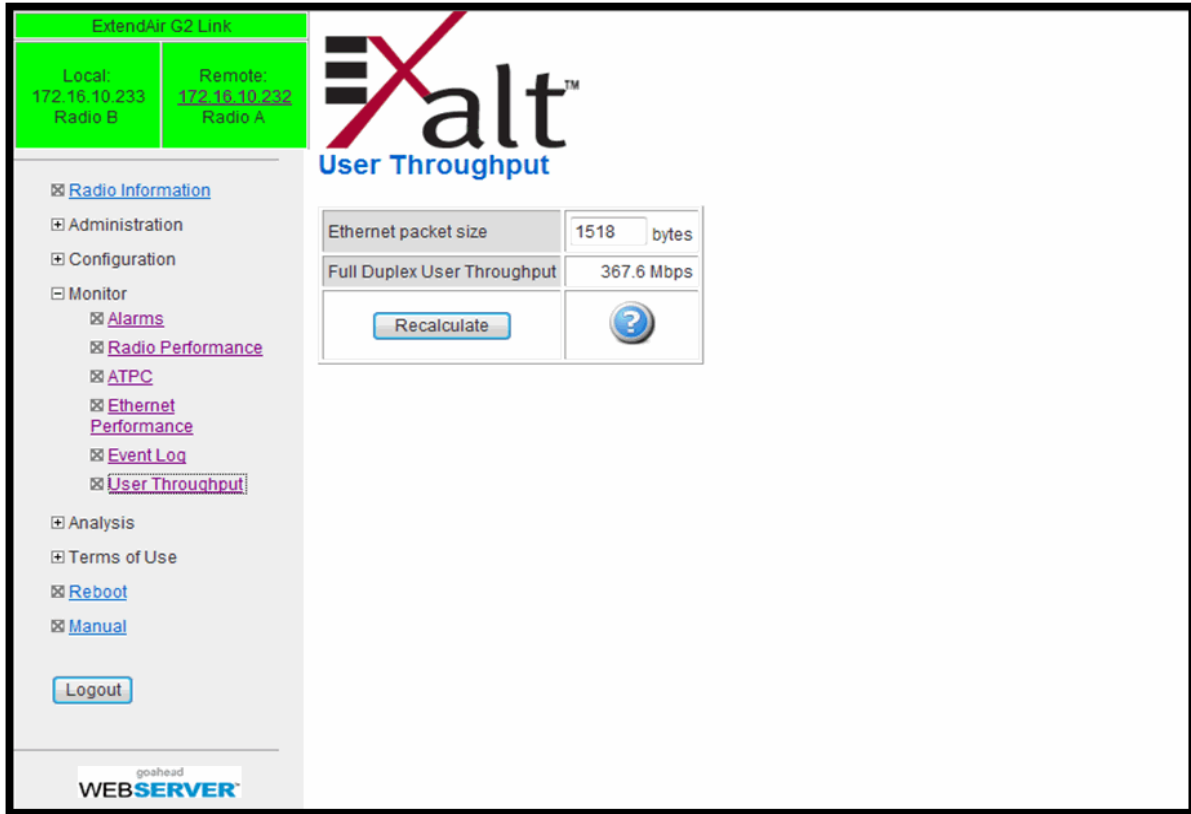 ExtendAir G2 Link
Local:
172.16.10.233
Radio B
Remote:
172.16.10.232
Radio A
Exalt™
User Throughput
Radio Information
Administration
Configuration
Monitor
Alarms
Radio Performance
ATPC
Ethernet
Performance
Event Log
User Throughput
Analysis
Terms of Use
Reboot
Manual
Logout
goahead
WEBSERVER™
Ethernet packet size 1518 bytes
Full Duplex User Throughput 367.6 Mbps
Recalculate ?